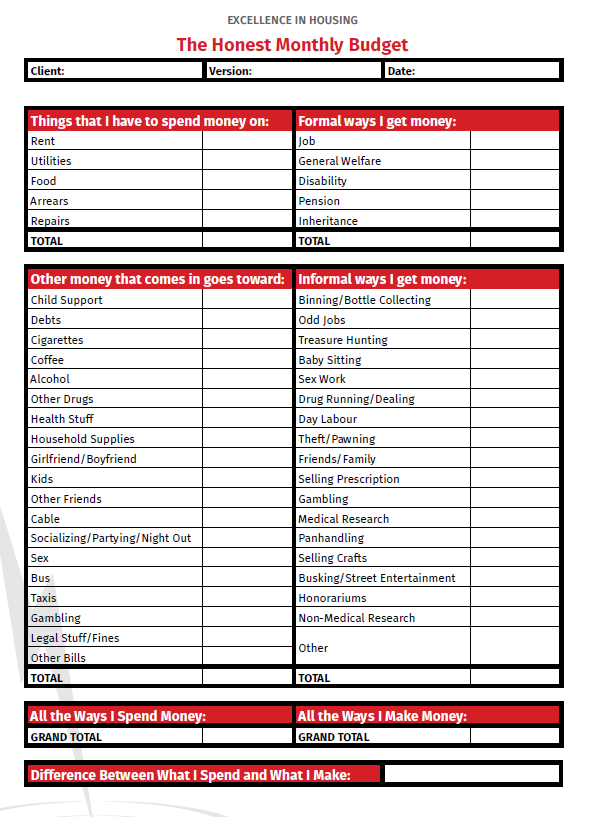 EXCELLENCE IN HOUSING
The Honest Monthly Budget
Client: Version: Date:
Things that I have to spend money on: Formal ways I get money:
Rent Job
Utilities General Welfare
Food Disability
Arrears Pension
Repairs Inheritance
TOTAL TOTAL
Other money that comes in goes toward: Informal ways I get money:
Child Support Binning/Bottle Collecting
Debts Odd Jobs
Cigarettes Treasure Hunting
Coffee Baby Sitting
Alcohol Sex Work
Other Drugs Drug Running/Dealing
Health Stuff Day Labour
Household Supplies Theft/Pawning
Girlfriend/Boyfriend Friends/Family
Kids Selling Prescription
Other Friends Gambling
Cable Medical Research
Socializing/Partying/Night Out Panhandling
Sex Selling Crafts
Bus Busking/Street Entertainment
Taxis Honorariums
Gambling Non-Medical Research
Legal Stuff/Fines
Other
Other Bills
TOTAL TOTAL
All the Ways I Spend Money: All the Ways I Make Money:
GRAND TOTAL GRAND TOTAL
Difference Between What I Spend and What I Make: